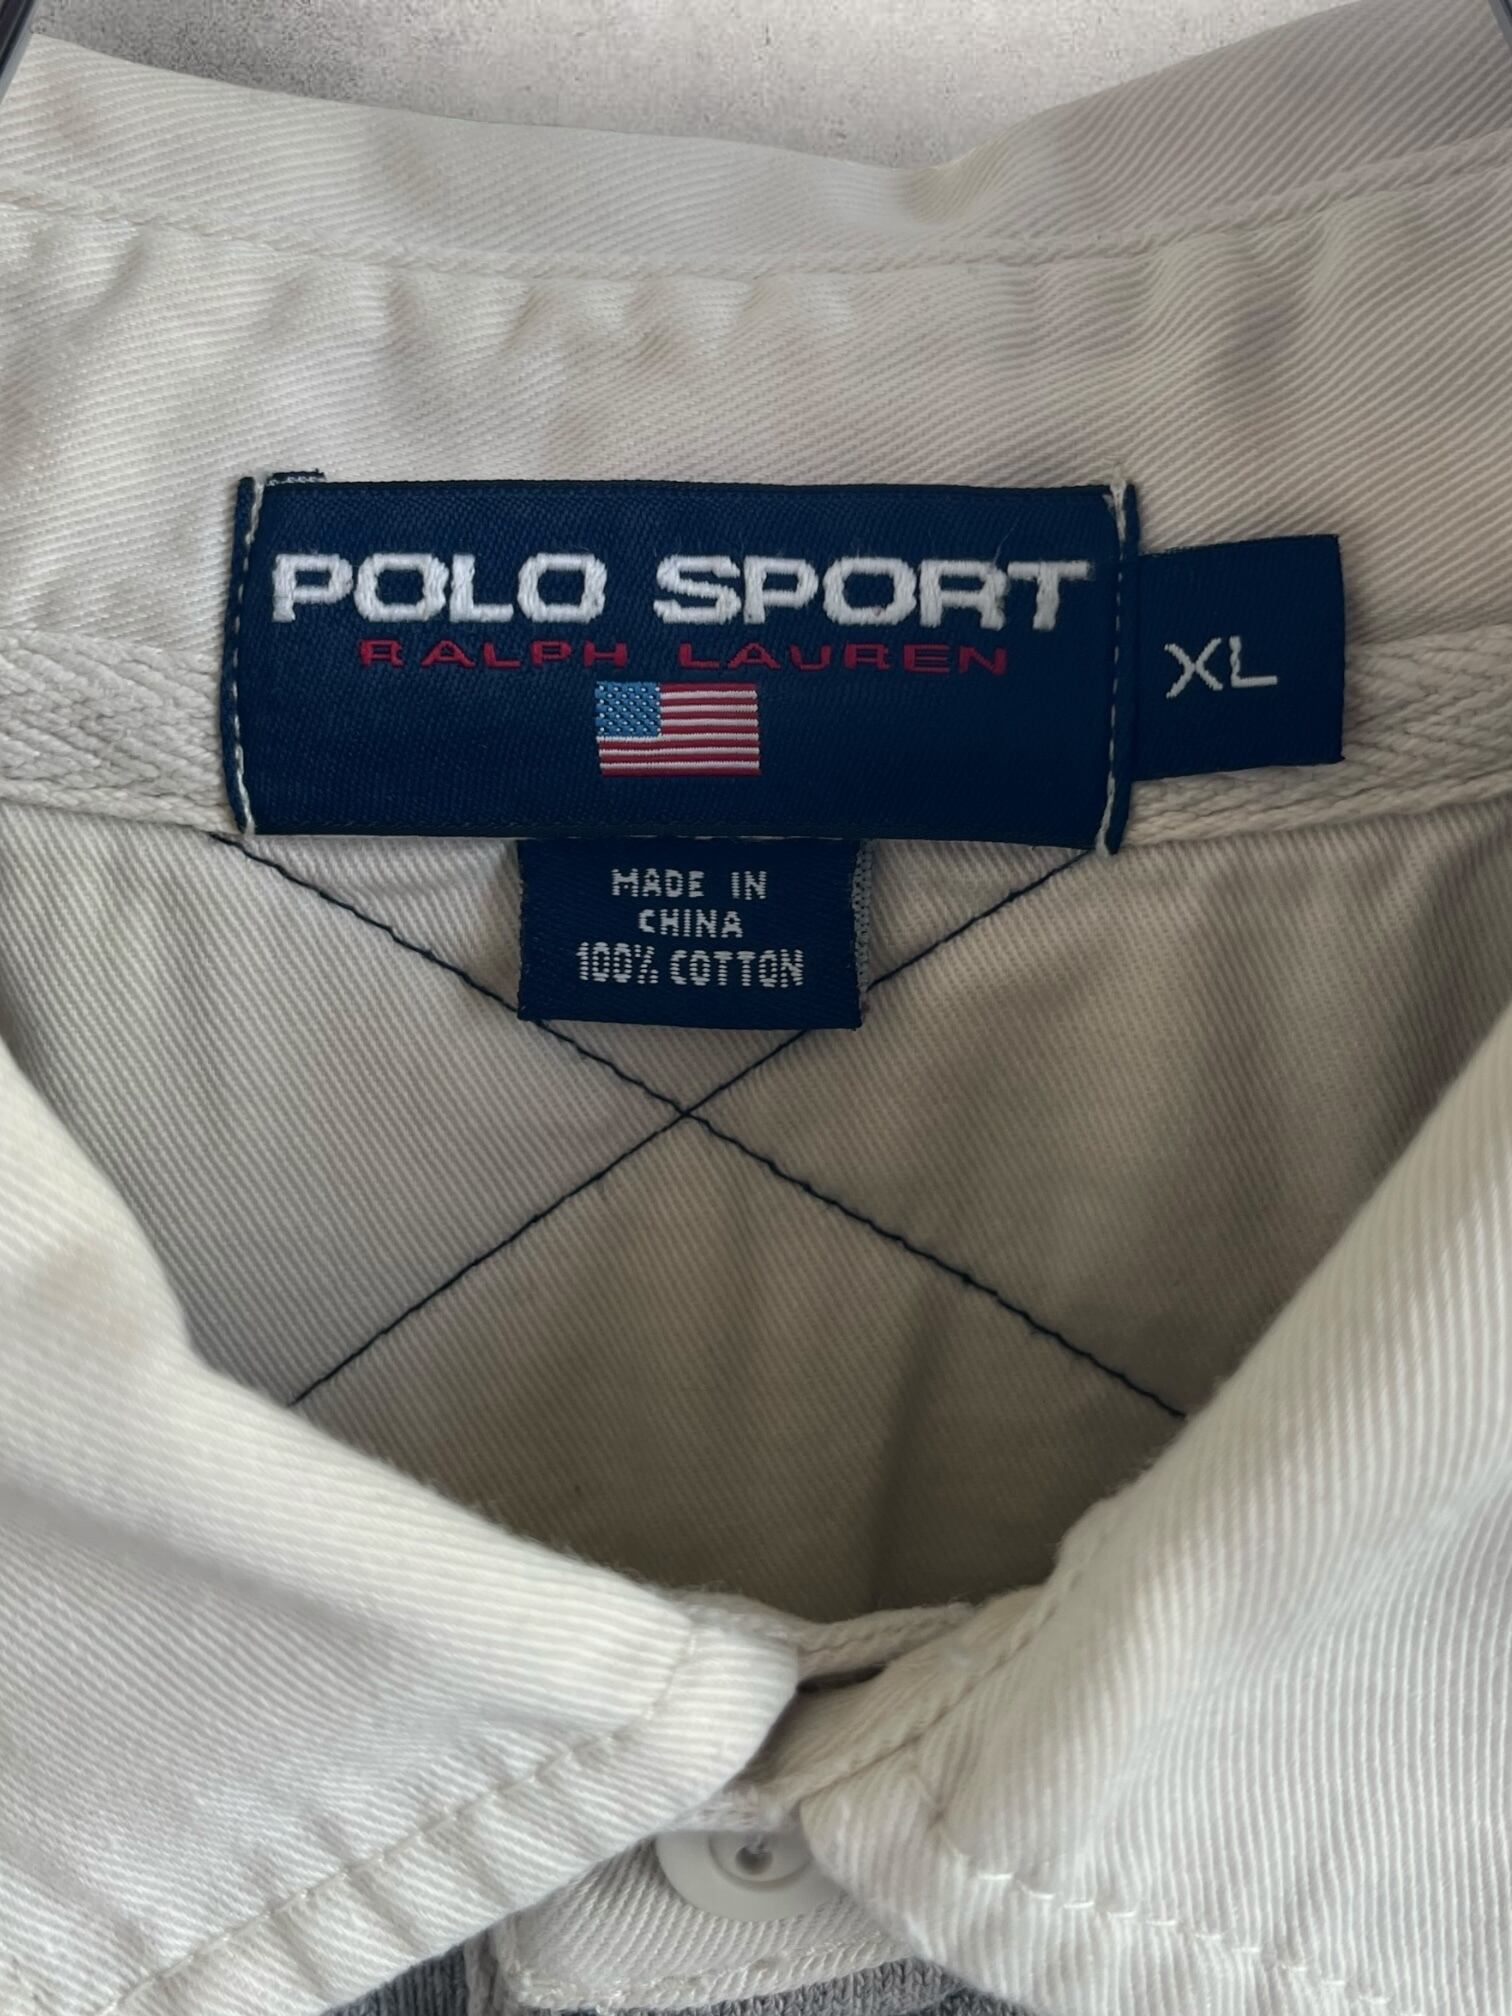 POLO SPORT
RALPH LAUREN
XL
MADE IN
CHINA
100% COTTON